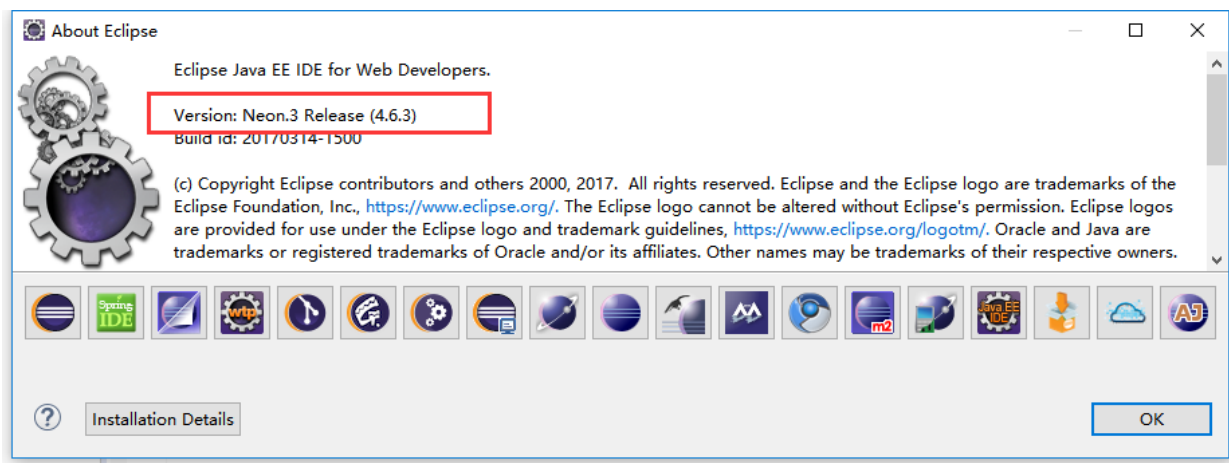 About Eclipse
Eclipse Java EE IDE for Web Developers.
Version: Neon.3 Release (4.6.3)
Build id: 20170314-1500
(c) Copyright Eclipse contributors and others 2000, 2017.  All rights reserved. Eclipse and the Eclipse logo are trademarks of the
Eclipse Foundation, Inc., https://www.eclipse.org/. The Eclipse logo cannot be altered without Eclipse's permission. Eclipse logos
are provided for use under the Eclipse logo and trademark guidelines, https://www.eclipse.org/logotm/. Oracle and Java are
trademarks or registered trademarks of Oracle and/or its affiliates. Other names may be trademarks of their respective owners.
Spring
IDE
wtp
m2
Java EE
IDE
AJ
?
Installation Details
OK